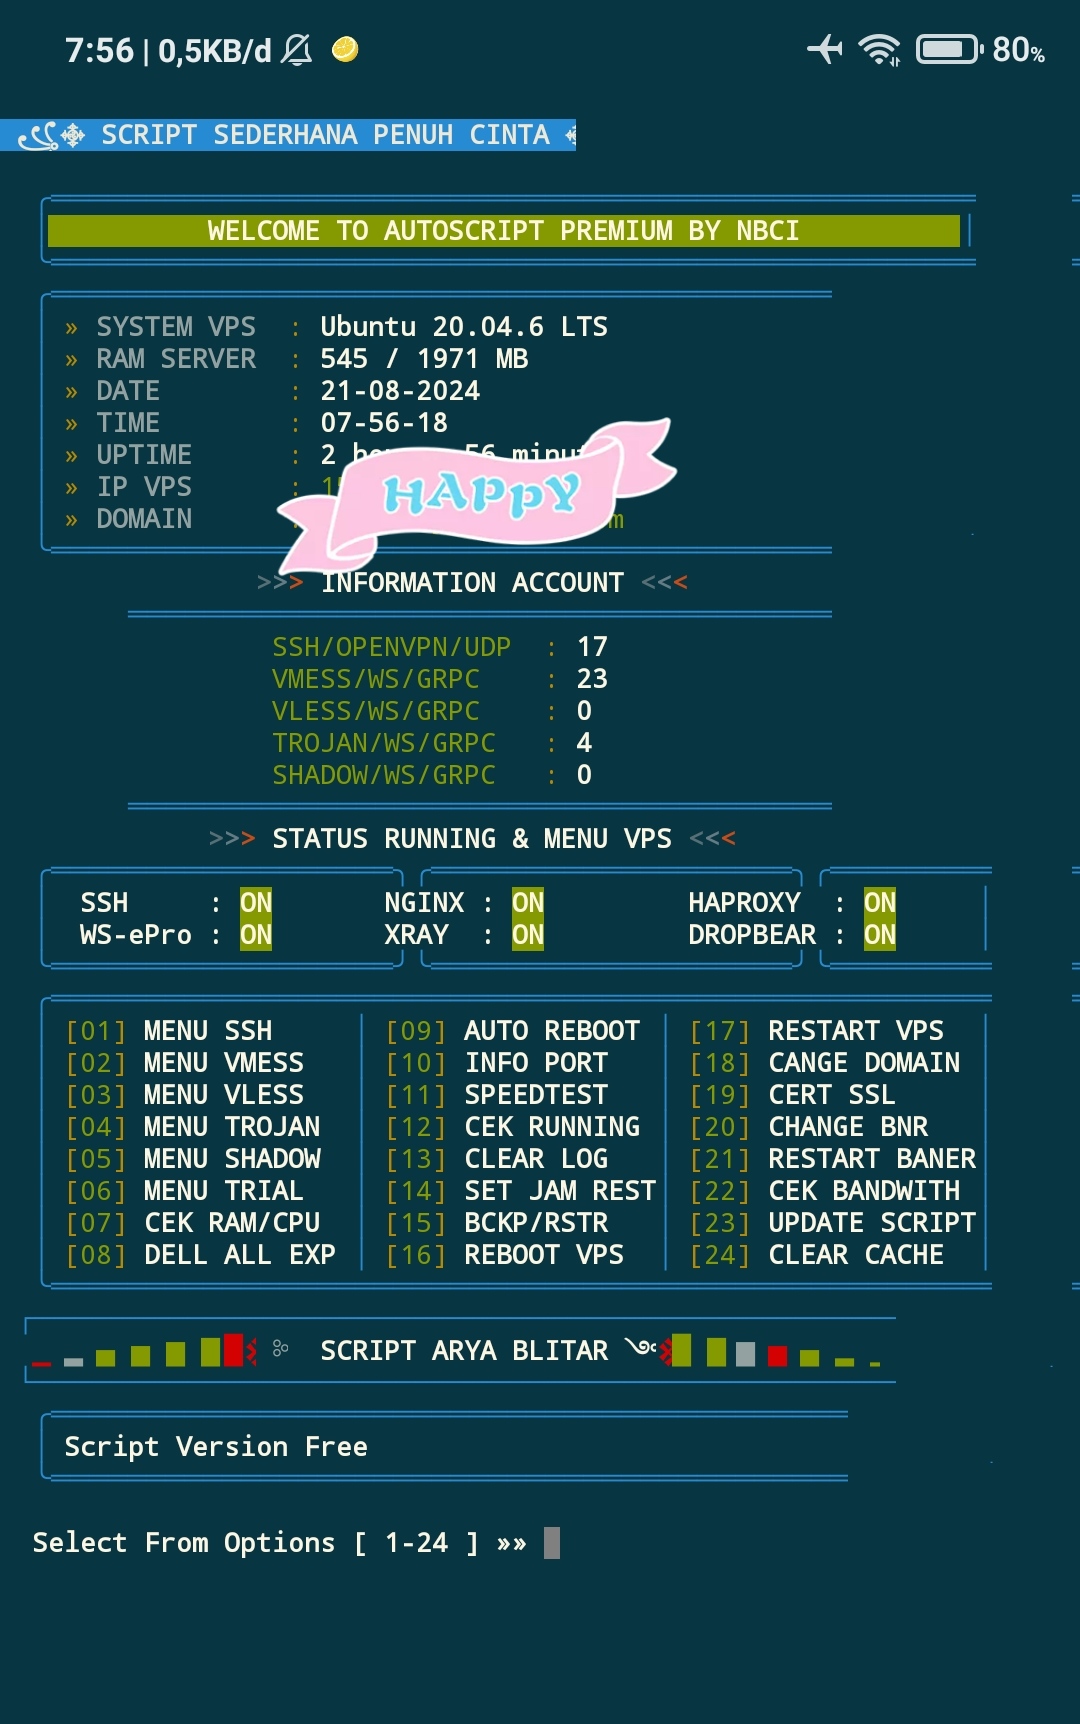 7:56 | 0,5KB/d 80%
SCRIPT SEDERHANA PENUH CINTA
WELCOME TO AUTOSCRIPT PREMIUM BY NBCI
» SYSTEM VPS : Ubuntu 20.04.6 LTS
» RAM SERVER : 545 / 1971 MB
» DATE : 21-08-2024
» TIME : 07-56-18
» UPTIME : 2 56
» IP VPS :
» DOMAIN :
HAppY
>>> INFORMATION ACCOUNT <<<
SSH/OPENVPN/UDP : 17
VMESS/WS/GRPC : 23
VLESS/WS/GRPC : 0
TROJAN/WS/GRPC : 4
SHADOW/WS/GRPC : 0
>>> STATUS RUNNING & MENU VPS <<<
SSH : ON NGINX : ON HAPROXY : ON
WS-ePro : ON XRAY : ON DROPBEAR : ON
[01] MENU SSH [09] AUTO REBOOT [17] RESTART VPS
[02] MENU VMESS [10] INFO PORT [18] CANGE DOMAIN
[03] MENU VLESS [11] SPEEDTEST [19] CERT SSL
[04] MENU TROJAN [12] CEK RUNNING [20] CHANGE BNR
[05] MENU SHADOW [13] CLEAR LOG [21] RESTART BANER
[06] MENU TRIAL [14] SET JAM REST [22] CEK BANDWITH
[07] CEK RAM/CPU [15] BCKP/RSTR [23] UPDATE SCRIPT
[08] DELL ALL EXP [16] REBOOT VPS [24] CLEAR CACHE
SCRIPT ARYA BLITAR
Script Version Free
Select From Options [ 1-24 ] »»